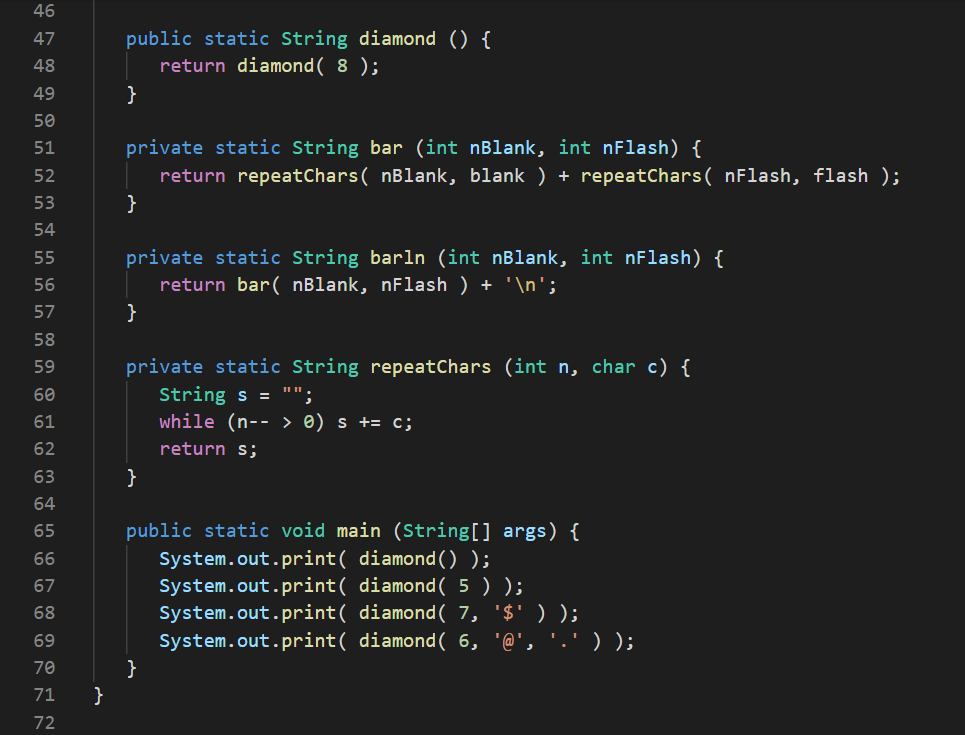 46
47 public static String diamond () {
48 return diamond( 8 );
49 }
50
51 private static String bar (int nBlank, int nFlash) {
52 return repeatChars( nBlank, blank ) + repeatChars( nFlash, flash );
53 }
54
55 private static String barln (int nBlank, int nFlash) {
56 return bar( nBlank, nFlash ) + '\n';
57 }
58
59 private static String repeatChars (int n, char c) {
60 String s = "";
61 while (n-- > 0) s += c;
62 return s;
63 }
64
65 public static void main (String[] args) {
66 System.out.print( diamond() );
67 System.out.print( diamond( 5 ) );
68 System.out.print( diamond( 7, '$' ) );
69 System.out.print( diamond( 6, '@', '.' ) );
70 }
71 }
72